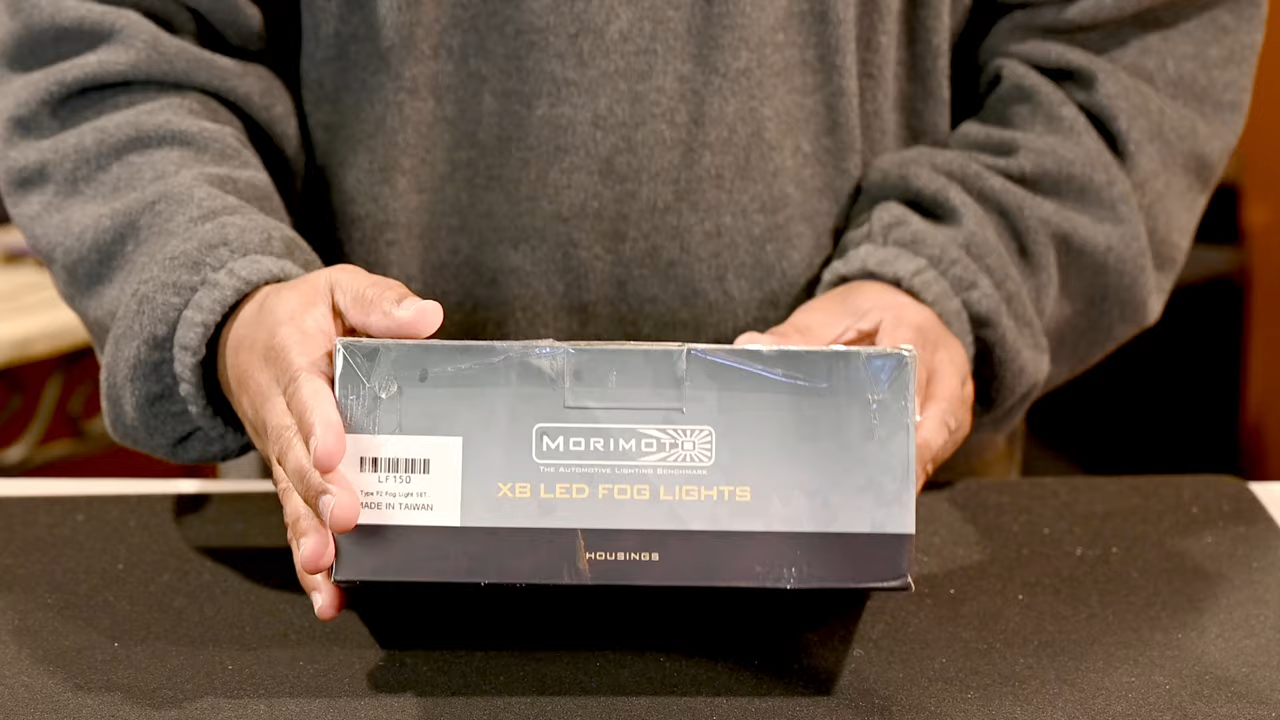 MORIMOTO
THE AUTOMOTIVE LIGHTING BENCHMARK
XB LED FOG LIGHTS
LF150
Type F2 Fog Light SET
MADE IN TAIWAN
HOUSINGS